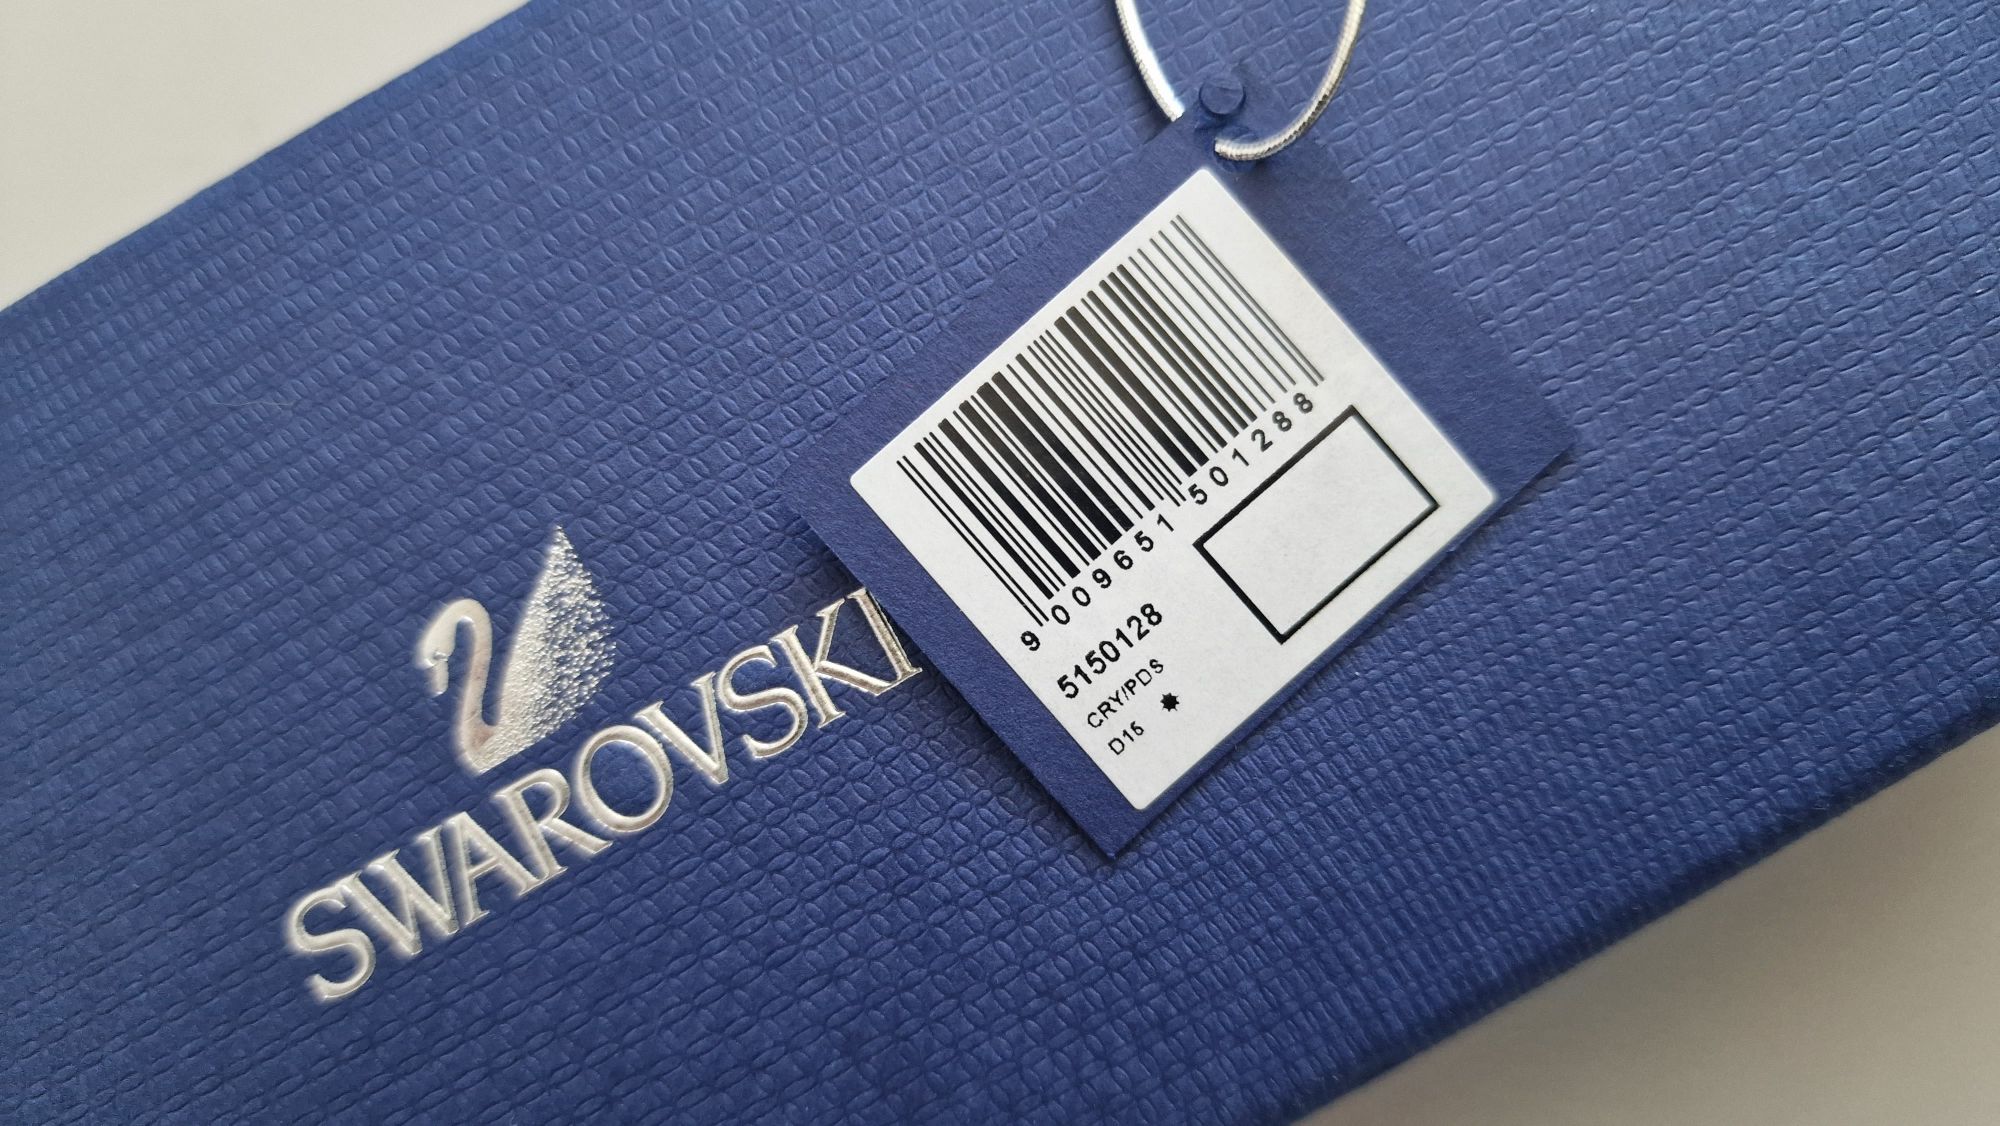 SWAROVSKI
9 009651 501288
5150128
CRY/PDS
D16